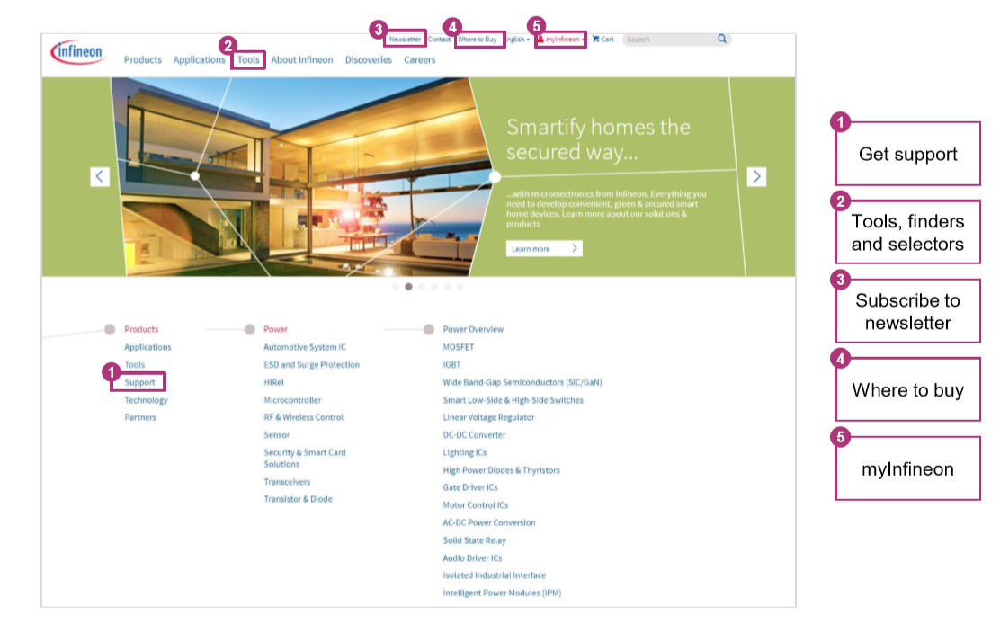 3
4
5
Newsletter Contact Where to Buy nglish myInfineon Cart Search
infineon
2
Products Applications Tools About Infineon Discoveries Careers
Smartify homes the
secured way...
...with microelectronics from Infineon. Everything you
need to develop convenient, green & secured smart
home devices. Learn more about our solutions &
products
Learn more
Products
Applications
Tools
1
Support
Technology
Partners
Power
Automotive System IC
ESD and Surge Protection
HiRel
Microcontroller
RF & Wireless Control
Sensor
Security & Smart Card
Solutions
Transceivers
Transistor & Diode
Power Overview
MOSFET
IGBT
Wide Band-Gap Semiconductors (SiC/GaN)
Smart Low-Side & High-Side Switches
Linear Voltage Regulator
DC-DC Converter
Lighting ICs
High Power Diodes & Thyristors
Gate Driver ICs
Motor Control ICs
AC-DC Power Conversion
Solid State Relay
Audio Driver ICs
Isolated Industrial Interface
Intelligent Power Modules (IPM)
1
Get support
2
Tools, finders
and selectors
3
Subscribe to
newsletter
4
Where to buy
5
myInfineon